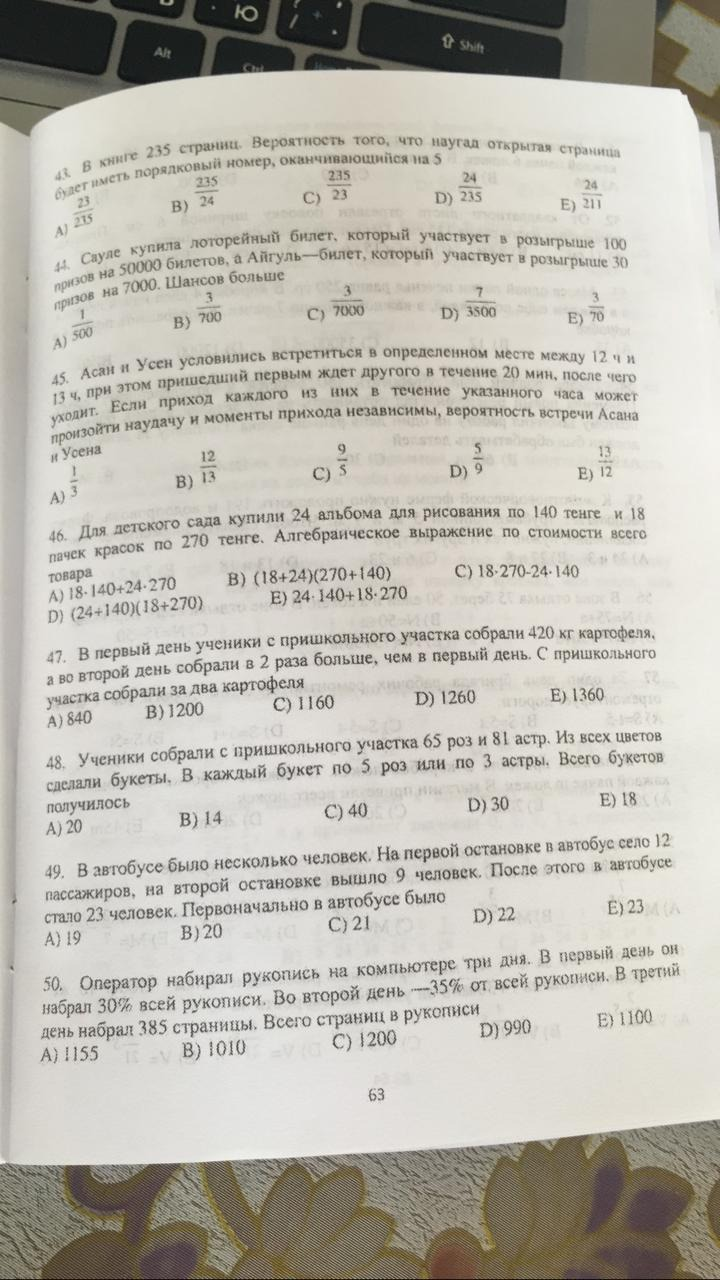 Ю
Alt
Ctrl
⇧ Shift
43. В книге 235 страниц. Вероятность того, что наугад открытая страница
будет иметь порядковый номер, оканчивающийся на 5
A) 23/235 B) 235/24 C) 235/23 D) 24/235 E) 24/211
44. Сауле купила лоторейный билет, который участвует в розыгрыше 100
призов на 50000 билетов, а Айгуль—билет, который участвует в розыгрыше 30
призов на 7000. Шансов больше
A) 1/500 B) 3/700 C) 3/7000 D) 7/3500 E) 3/70
45. Асан и Усен условились встретиться в определенном месте между 12 ч и
13 ч, при этом пришедший первым ждет другого в течение 20 мин, после чего
уходит. Если приход каждого из них в течение указанного часа может
произойти наудачу и моменты прихода независимы, вероятность встречи Асана
и Усена
A) 1/3 B) 12/13 C) 9/5 D) 5/9 E) 13/12
46. Для детского сада купили 24 альбома для рисования по 140 тенге и 18
пачек красок по 270 тенге. Алгебраическое выражение по стоимости всего
товара
A) 18·140+24·270 B) (18+24)(270+140) C) 18·270-24·140
D) (24+140)(18+270) E) 24·140+18·270
47. В первый день ученики с пришкольного участка собрали 420 кг картофеля,
а во второй день собрали в 2 раза больше, чем в первый день. С пришкольного
участка собрали за два картофеля
A) 840 B) 1200 C) 1160 D) 1260 E) 1360
48. Ученики собрали с пришкольного участка 65 роз и 81 астр. Из всех цветов
сделали букеты. В каждый букет по 5 роз или по 3 астры. Всего букетов
получилось
A) 20 B) 14 C) 40 D) 30 E) 18
49. В автобусе было несколько человек. На первой остановке в автобус село 12
пассажиров, на второй остановке вышло 9 человек. После этого в автобусе
стало 23 человек. Первоначально в автобусе было
A) 19 B) 20 C) 21 D) 22 E) 23
50. Оператор набирал рукопись на компьютере три дня. В первый день он
набрал 30% всей рукописи. Во второй день —35% от всей рукописи. В третий
день набрал 385 страницы. Всего страниц в рукописи
A) 1155 B) 1010 C) 1200 D) 990 E) 1100
63